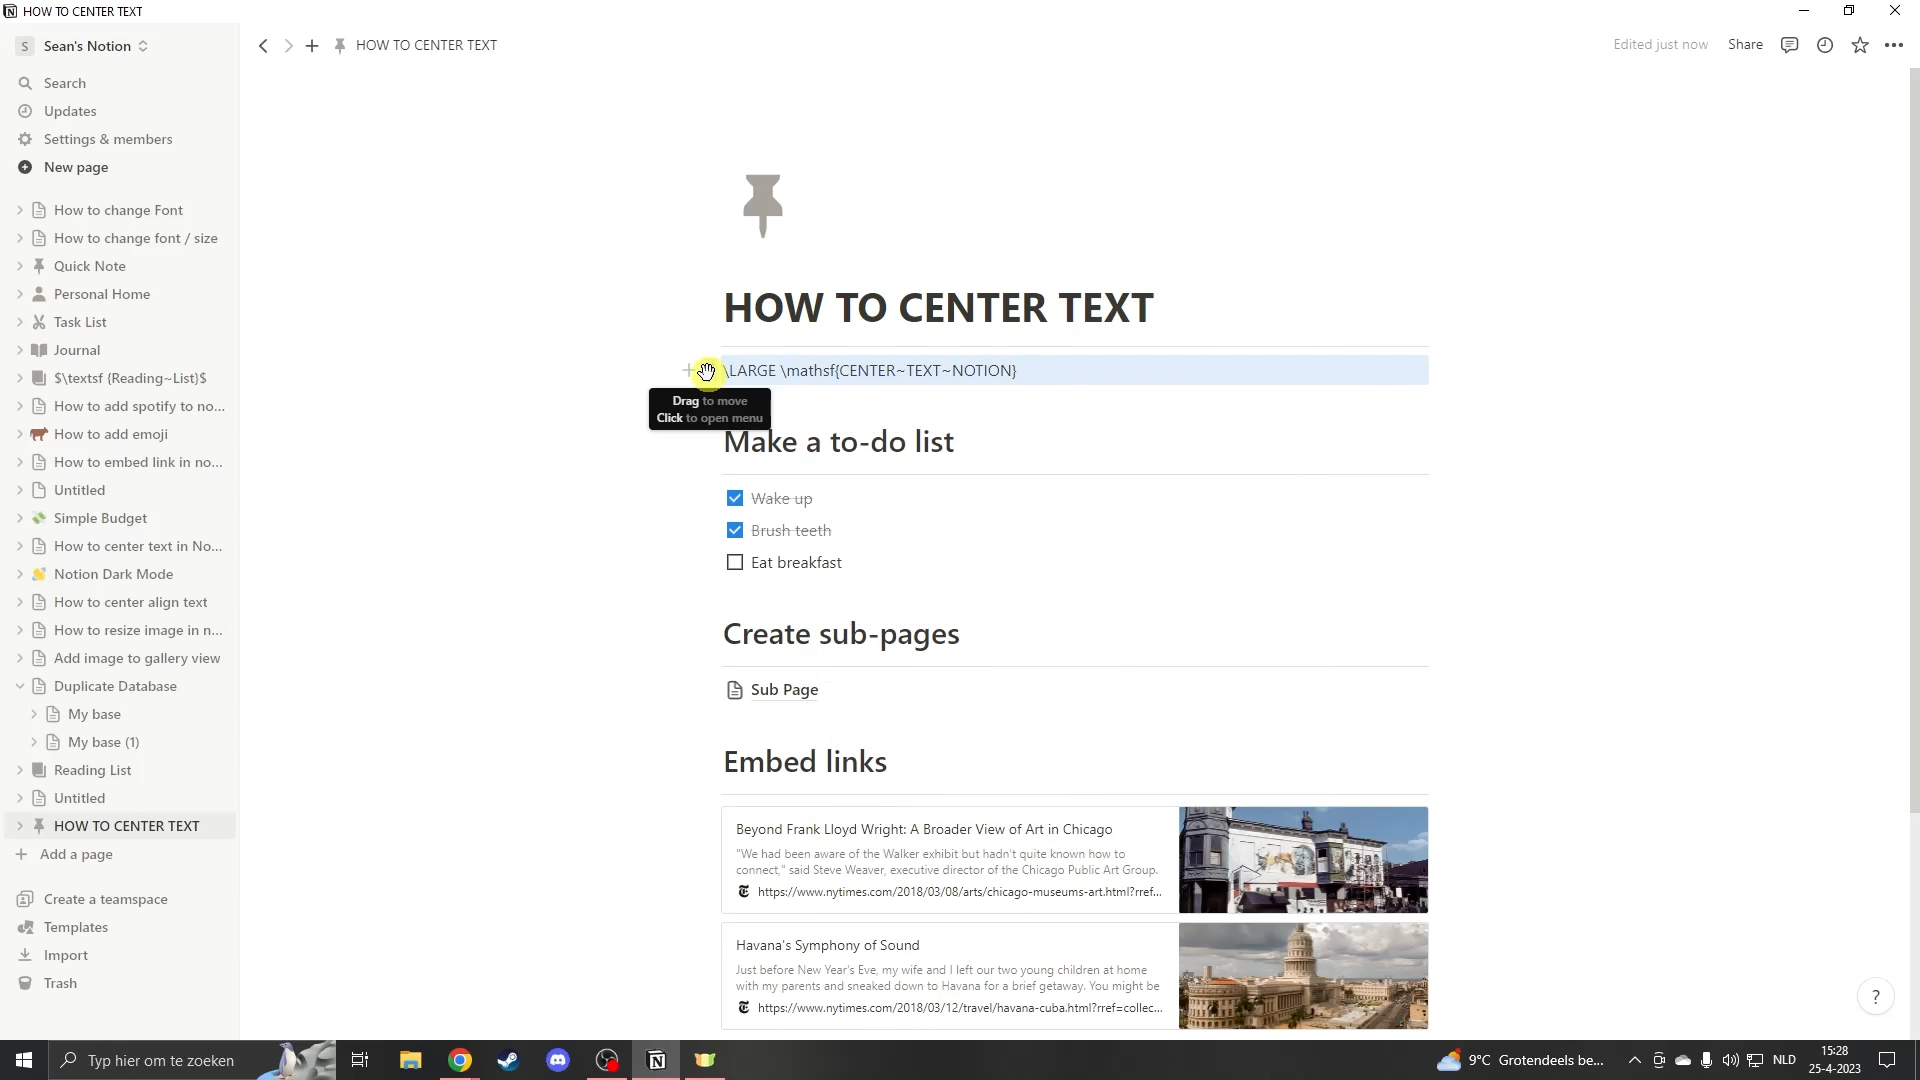 HOW TO CENTER TEXT
S Sean's Notion
HOW TO CENTER TEXT
Edited just now
Share
Search
Updates
Settings & members
New page
How to change Font
How to change font / size
Quick Note
Personal Home
Task List
Journal
$\textsf {Reading~List}$
How to add spotify to no...
How to add emoji
How to embed link in no...
Untitled
Simple Budget
How to center text in No...
Notion Dark Mode
How to center align text
How to resize image in n...
Add image to gallery view
Duplicate Database
My base
My base (1)
Reading List
Untitled
HOW TO CENTER TEXT
Add a page
Create a teamspace
Templates
Import
Trash
HOW TO CENTER TEXT
\LARGE \mathsf{CENTER~TEXT~NOTION}
Drag to move
Click to open menu
Make a to-do list
Wake up
Brush teeth
Eat breakfast
Create sub-pages
Sub Page
Embed links
Beyond Frank Lloyd Wright: A Broader View of Art in Chicago
"We had been aware of the Walker exhibit but hadn't quite known how to
connect," said Steve Weaver, executive director of the Chicago Public Art Group.
https://www.nytimes.com/2018/03/08/arts/chicago-museums-art.html?rref...
Havana's Symphony of Sound
Just before New Year's Eve, my wife and I left our two young children at home
with my parents and sneaked down to Havana for a brief getaway. You might be
https://www.nytimes.com/2018/03/12/travel/havana-cuba.html?rref=collec...
?
Typ hier om te zoeken
9°C Grotendeels be...
NLD
15:28
25-4-2023